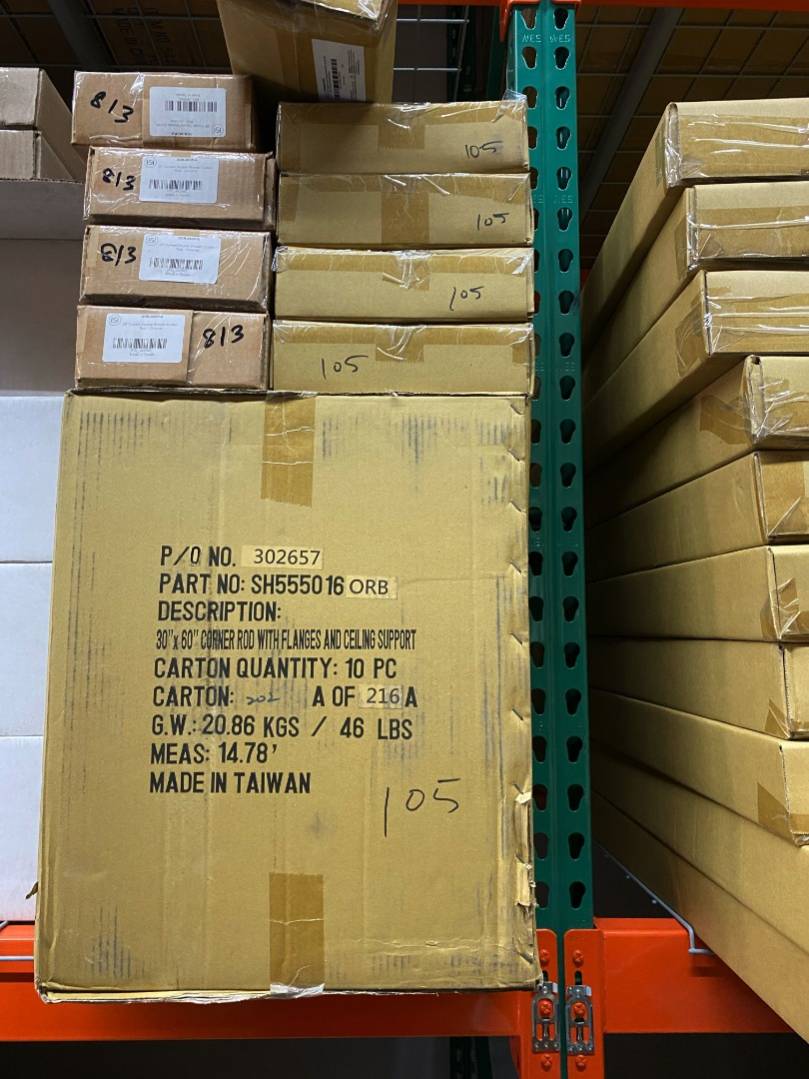 813
105
813
105
813
105
813
105
P/O NO. 302657
PART NO: SH555016 ORB
DESCRIPTION:
30"x 60" CORNER ROD WITH FLANGES AND CEILING SUPPORT
CARTON QUANTITY: 10 PC
CARTON: 202 A OF 216 A
G.W.: 20.86 KGS / 46 LBS
MEAS: 14.78'
MADE IN TAIWAN
105